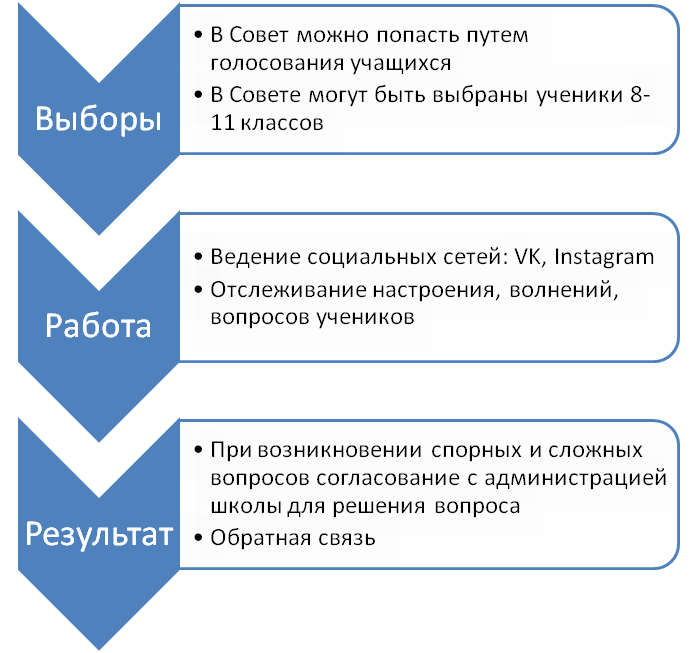 Выборы
• В Совет можно попасть путем
голосования учащихся
• В Совете могут быть выбраны ученики 8-
11 классов
Работа
• Ведение социальных сетей: VK, Instagram
• Отслеживание настроения, волнений,
вопросов учеников
Результат
• При возникновении спорных и сложных
вопросов согласование с администрацией
школы для решения вопроса
• Обратная связь